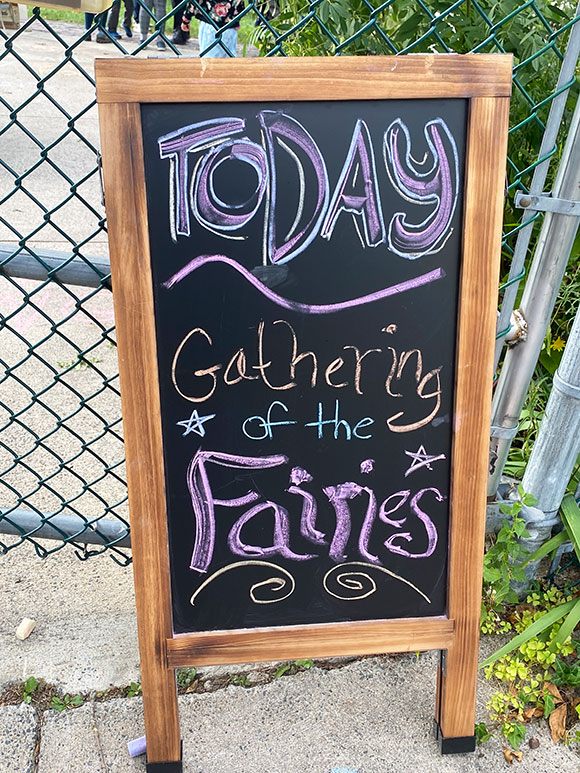 TODAY
Gathering
of the
Fairies